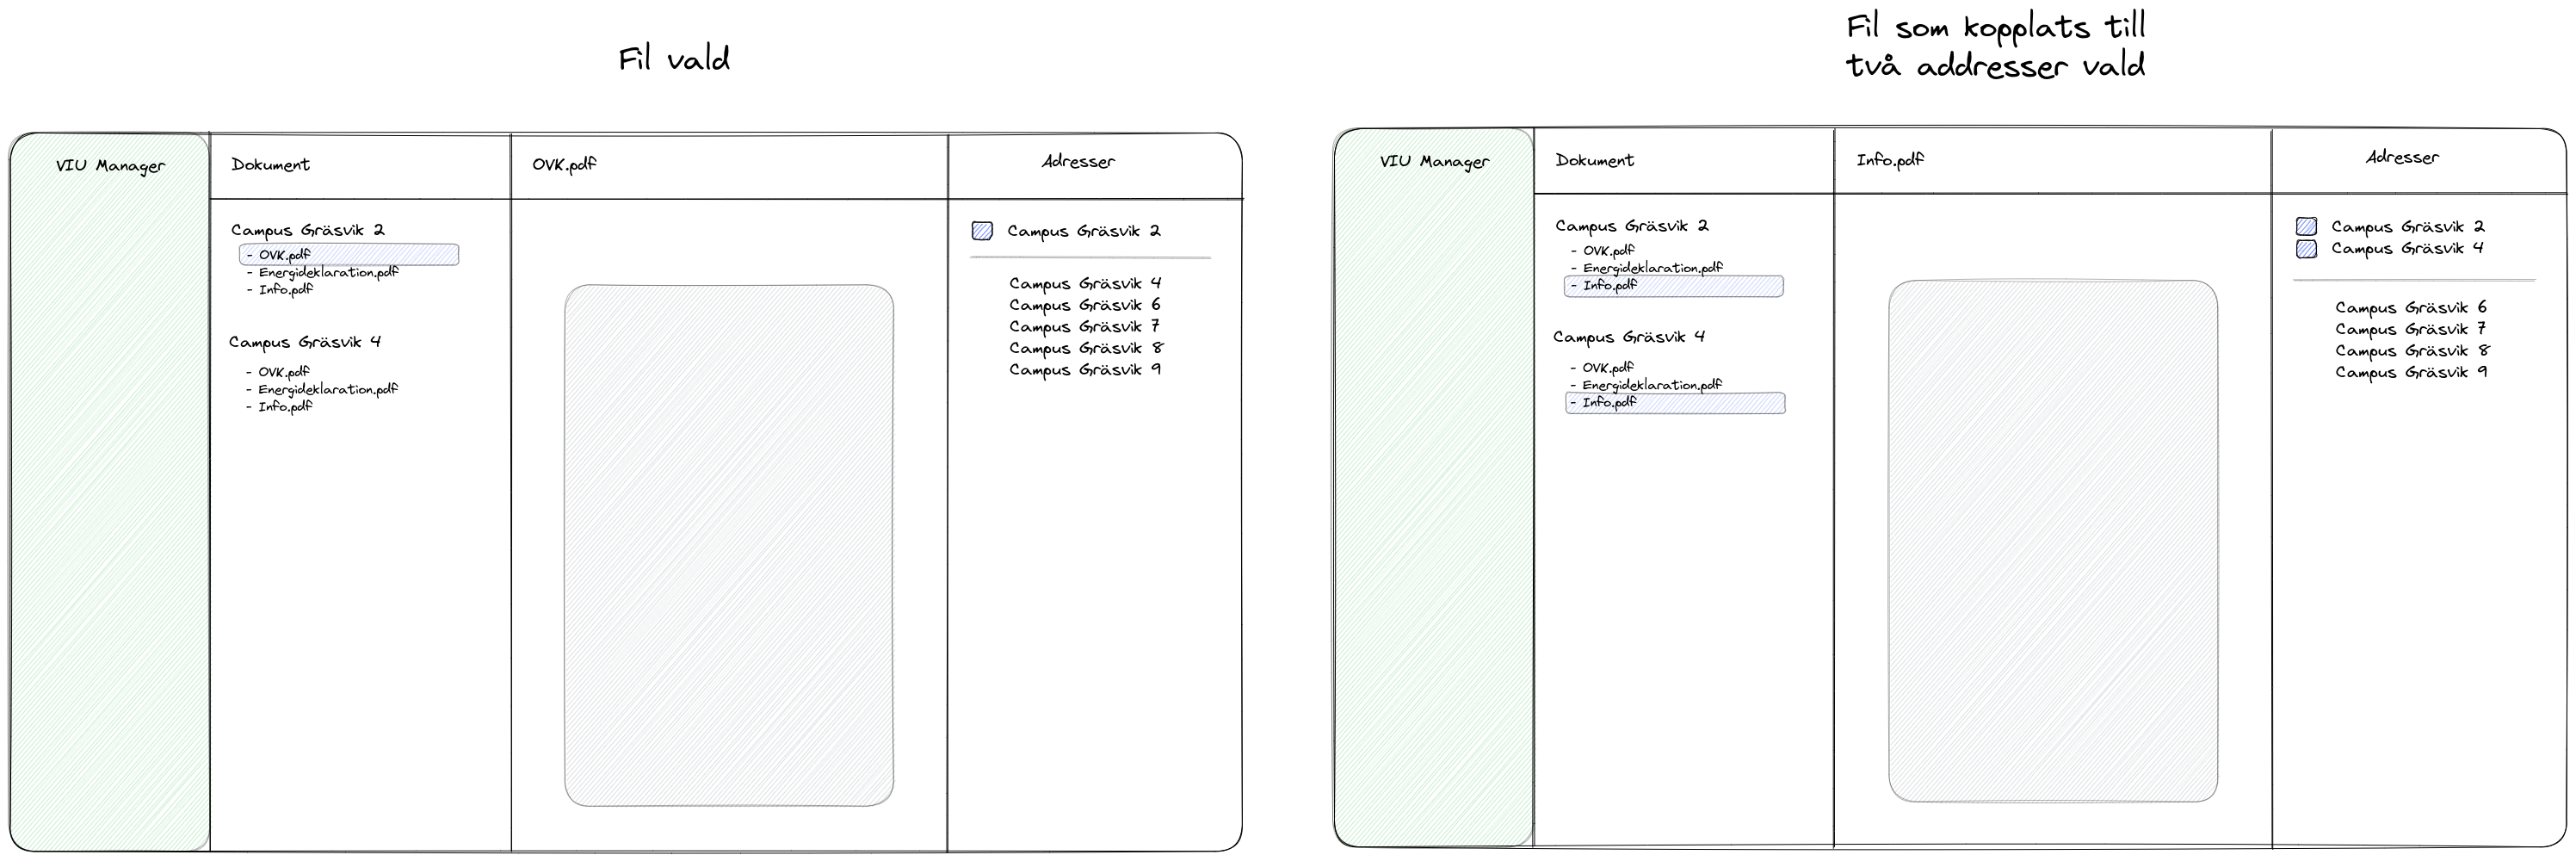 Fil vald
VIU Manager
Dokument
OVK.pdf
Adresser
Campus Gräsvik 2
- OVK.pdf
- Energideklaration.pdf
- Info.pdf
Campus Gräsvik 4
- OVK.pdf
- Energideklaration.pdf
- Info.pdf
Campus Gräsvik 2
Campus Gräsvik 4
Campus Gräsvik 6
Campus Gräsvik 7
Campus Gräsvik 8
Campus Gräsvik 9
Fil som kopplats till
två addresser vald
VIU Manager
Dokument
Info.pdf
Adresser
Campus Gräsvik 2
- OVK.pdf
- Energideklaration.pdf
- Info.pdf
Campus Gräsvik 4
- OVK.pdf
- Energideklaration.pdf
- Info.pdf
Campus Gräsvik 2
Campus Gräsvik 4
Campus Gräsvik 6
Campus Gräsvik 7
Campus Gräsvik 8
Campus Gräsvik 9